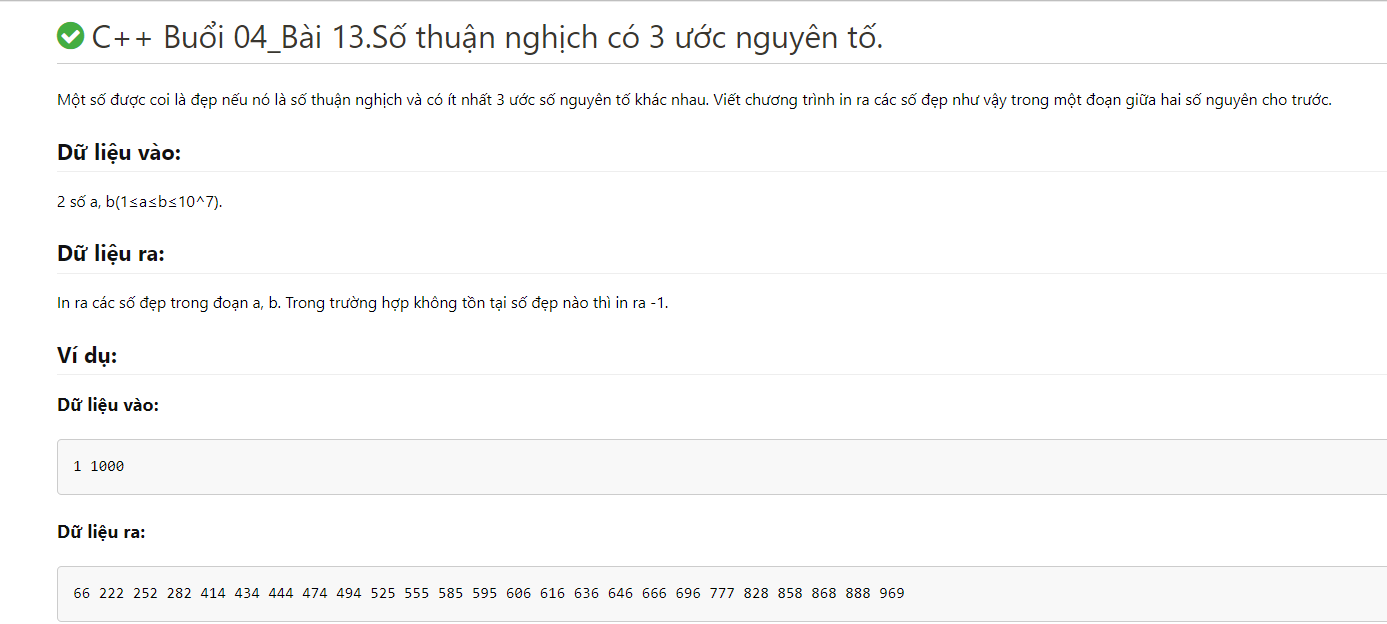 C++ Buổi 04_Bài 13.Số thuận nghịch có 3 ước nguyên tố.
Một số được coi là đẹp nếu nó là số thuận nghịch và có ít nhất 3 ước số nguyên tố khác nhau. Viết chương trình in ra các số đẹp như vậy trong một đoạn giữa hai số nguyên cho trước.
Dữ liệu vào:
2 số a, b(1≤a≤b≤10^7).
Dữ liệu ra:
In ra các số đẹp trong đoạn a, b. Trong trường hợp không tồn tại số đẹp nào thì in ra -1.
Ví dụ:
Dữ liệu vào:
1 1000
Dữ liệu ra:
66 222 252 282 414 434 444 474 494 525 555 585 595 606 616 636 646 666 696 777 828 858 868 888 969